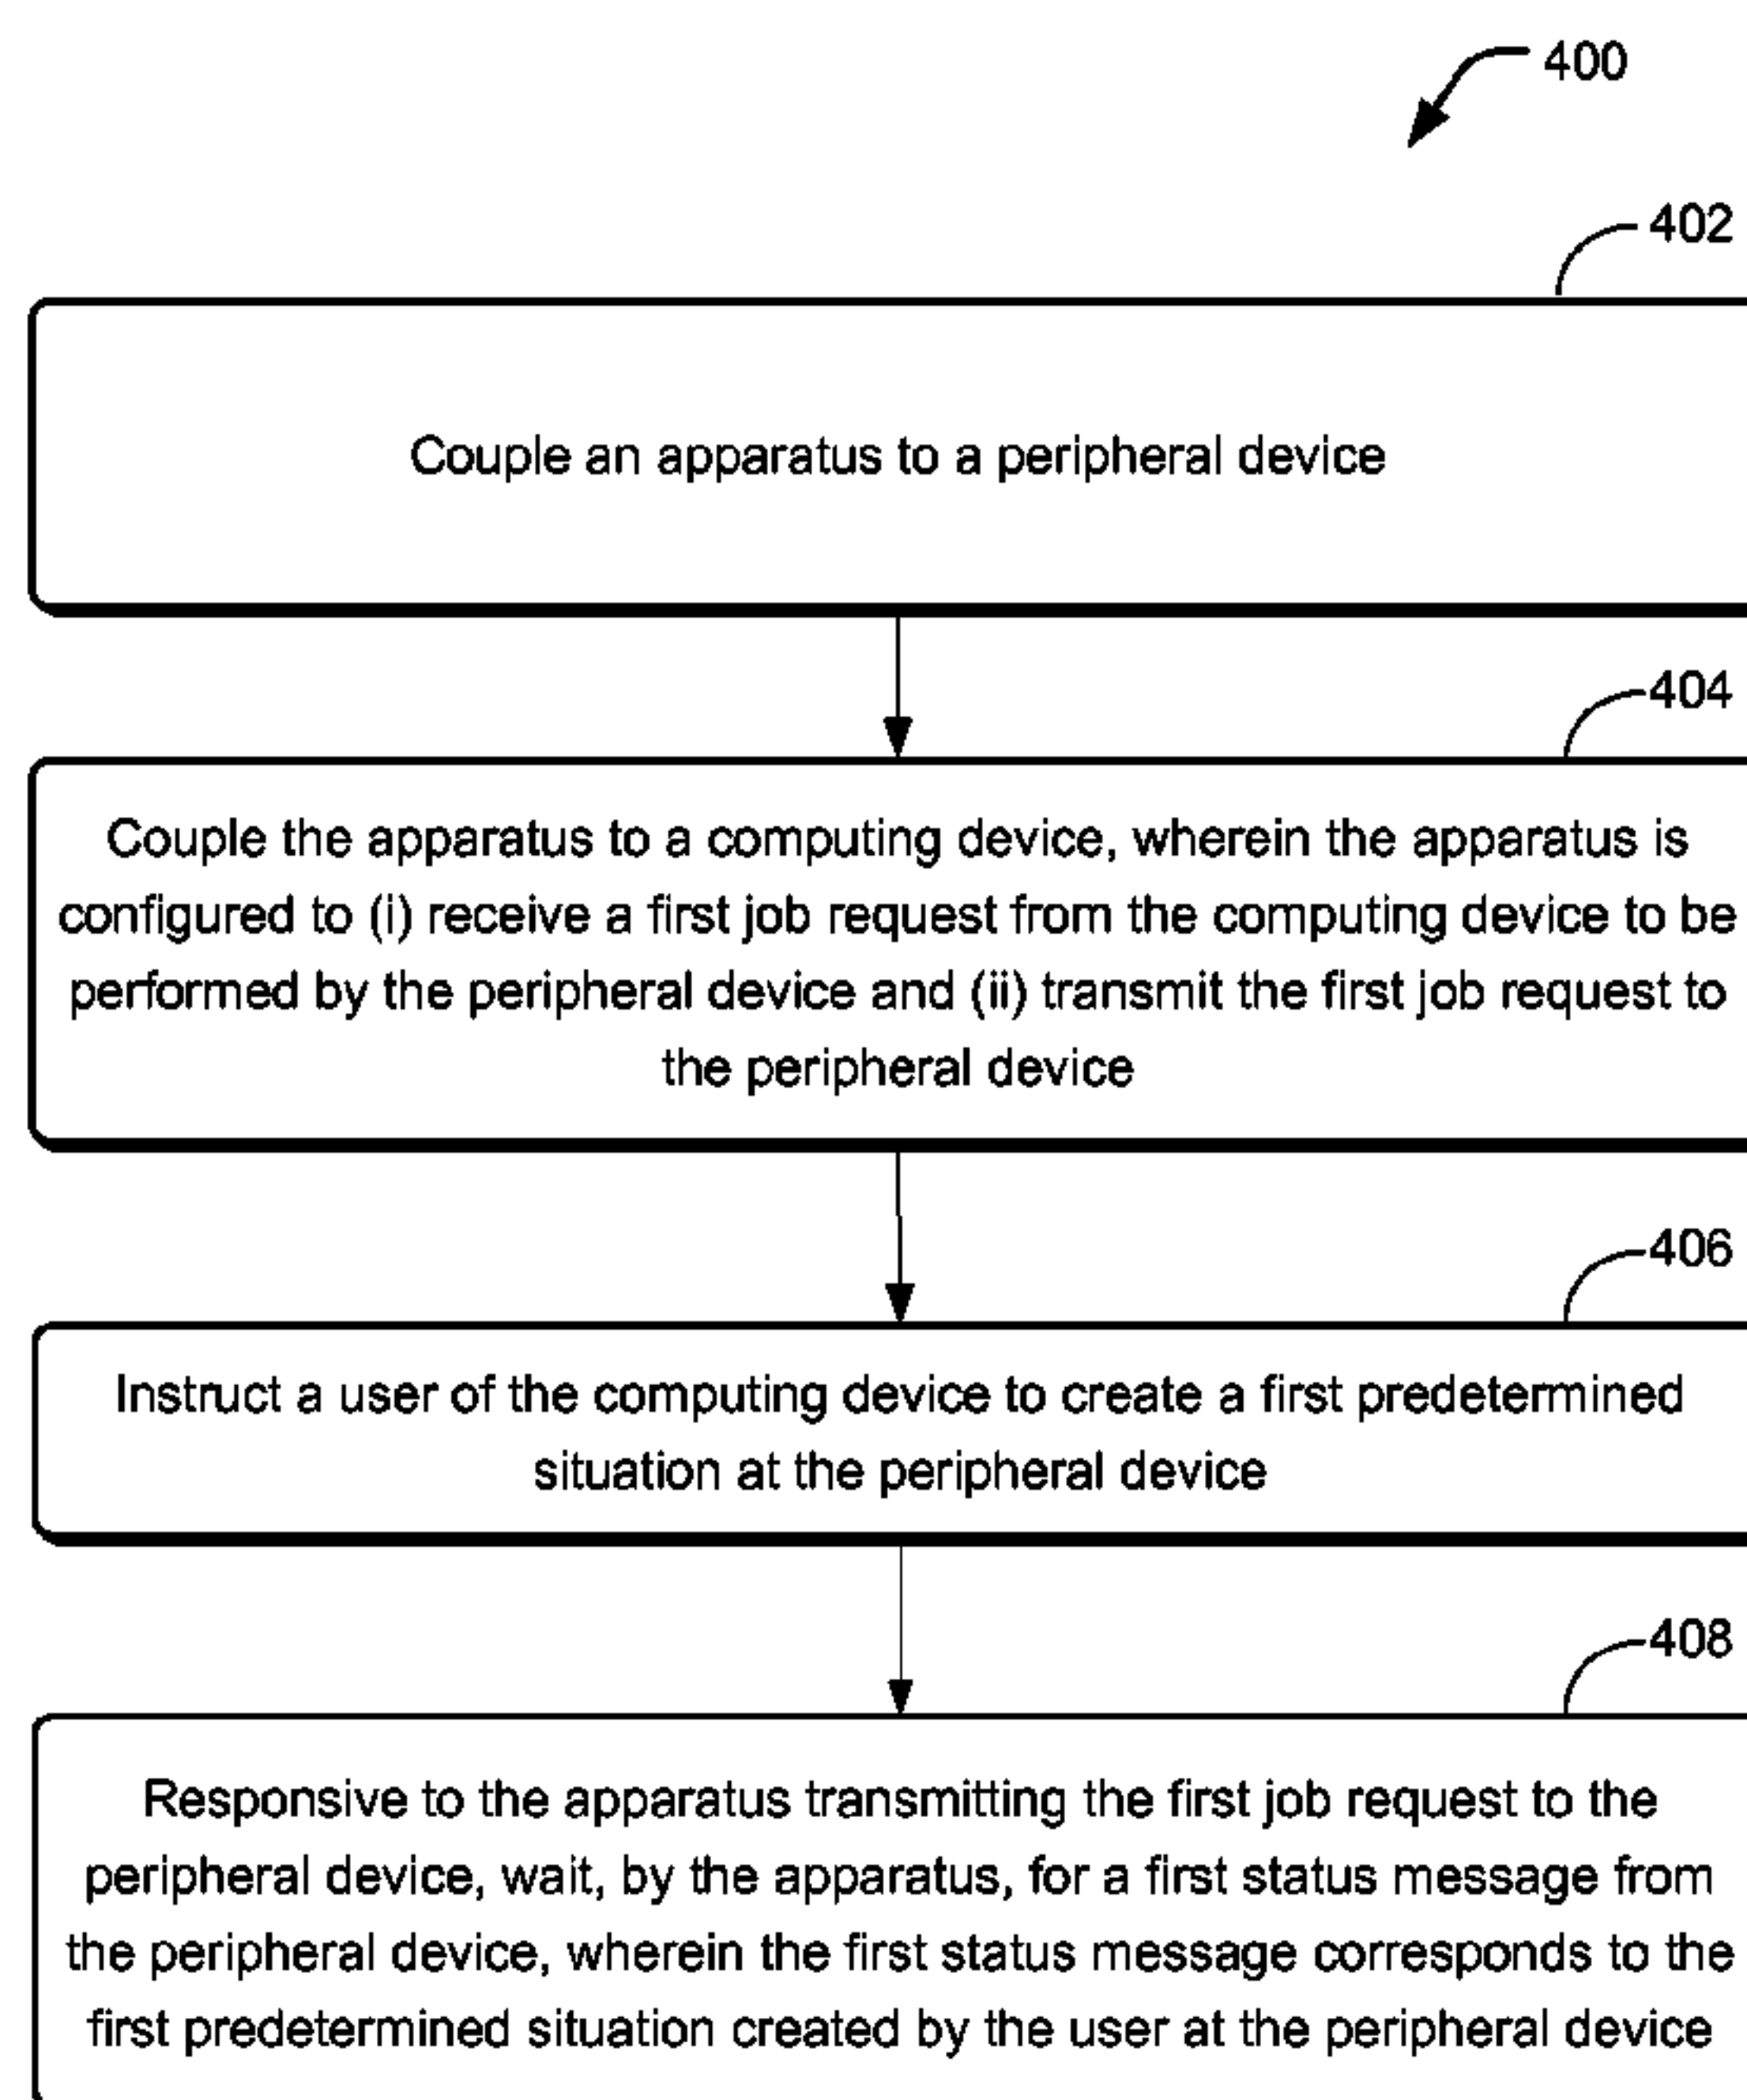 400
402
Couple an apparatus to a peripheral device
404
Couple the apparatus to a computing device, wherein the apparatus is
configured to (i) receive a first job request from the computing device to be
performed by the peripheral device and (ii) transmit the first job request to
the peripheral device
406
Instruct a user of the computing device to create a first predetermined
situation at the peripheral device
408
Responsive to the apparatus transmitting the first job request to the
peripheral device, wait, by the apparatus, for a first status message from
the peripheral device, wherein the first status message corresponds to the
first predetermined situation created by the user at the peripheral device